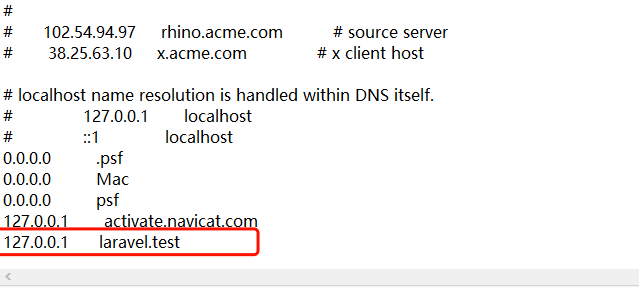 #
# 102.54.94.97 rhino.acme.com # source server
# 38.25.63.10 x.acme.com # x client host
# localhost name resolution is handled within DNS itself.
# 127.0.0.1 localhost
# ::1 localhost
0.0.0.0 .psf
0.0.0.0 Mac
0.0.0.0 psf
127.0.0.1 activate.navicat.com
127.0.0.1 laravel.test